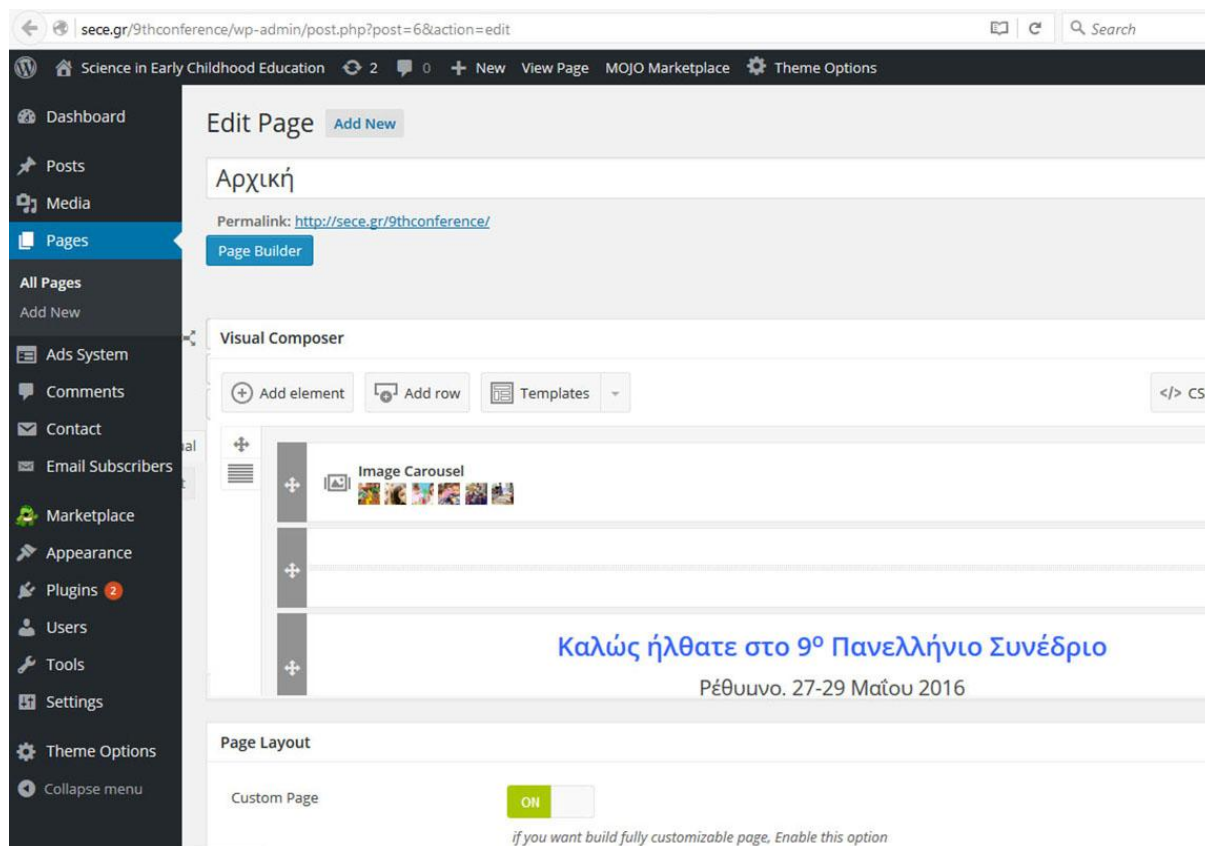 sece.gr/9thconference/wp-admin/post.php?post=6&action=edit
Search
Science in Early Childhood Education 2 0 New View Page MOJO Marketplace Theme Options
Dashboard
Posts
Media
Pages
All Pages
Add New
Ads System
Comments
Contact
Email Subscribers
Marketplace
Appearance
Plugins 2
Users
Tools
Settings
Theme Options
Collapse menu
Edit Page Add New
Αρχική
Permalink: http://sece.gr/9thconference/
Page Builder
Visual Composer
Add element Add row Templates </> CS
ual
t
Image Carousel
Καλώς ήλθατε στο 9ο Πανελλήνιο Συνέδριο
Ρέθυμνο, 27-29 Μαΐου 2016
Page Layout
Custom Page ON
if you want build fully customizable page, Enable this option